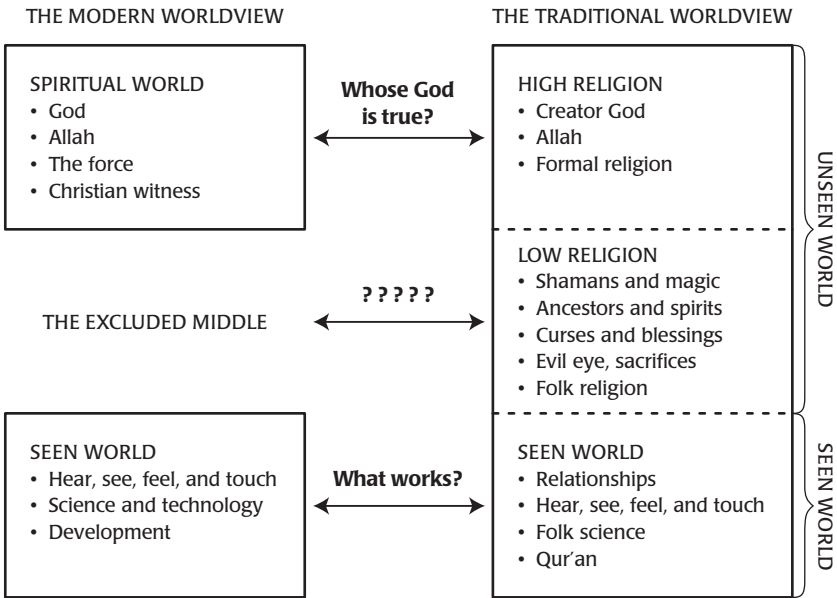 THE MODERN WORLDVIEW
THE TRADITIONAL WORLDVIEW
SPIRITUAL WORLD
• God
• Allah
• The force
• Christian witness
Whose God
is true?
HIGH RELIGION
• Creator God
• Allah
• Formal religion
THE EXCLUDED MIDDLE
? ? ? ? ?
LOW RELIGION
• Shamans and magic
• Ancestors and spirits
• Curses and blessings
• Evil eye, sacrifices
• Folk religion
UNSEEN WORLD
SEEN WORLD
• Hear, see, feel, and touch
• Science and technology
• Development
What works?
SEEN WORLD
• Relationships
• Hear, see, feel, and touch
• Folk science
• Qur’an
SEEN WORLD